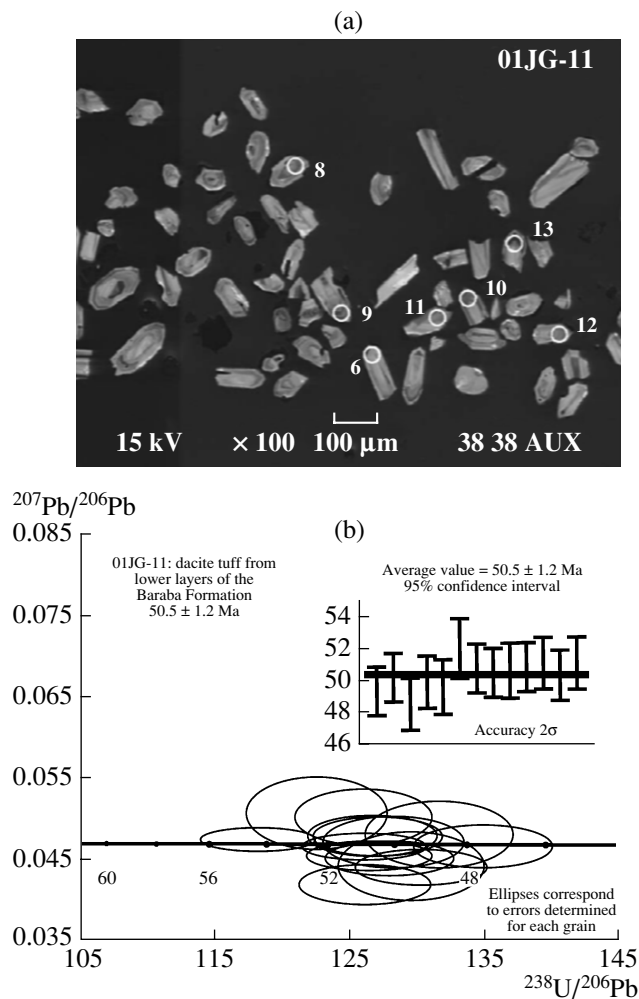 (a)
01JG-11
8
13
10
9
11
12
6
15 kV × 100 100 µm 38 38 AUX
²⁰⁷Pb/²⁰⁶Pb
(b)
0.085
01JG-11: dacite tuff from
lower layers of the
Baraba Formation
50.5 ± 1.2 Ma
Average value = 50.5 ± 1.2 Ma
95% confidence interval
54
52
50
48
46
Accuracy 2σ
0.075
0.065
0.055
0.045
60 56 52 48
Ellipses correspond
to errors determined
for each grain
0.035
105 115 125 135 145
²³⁸U/²⁰⁶Pb